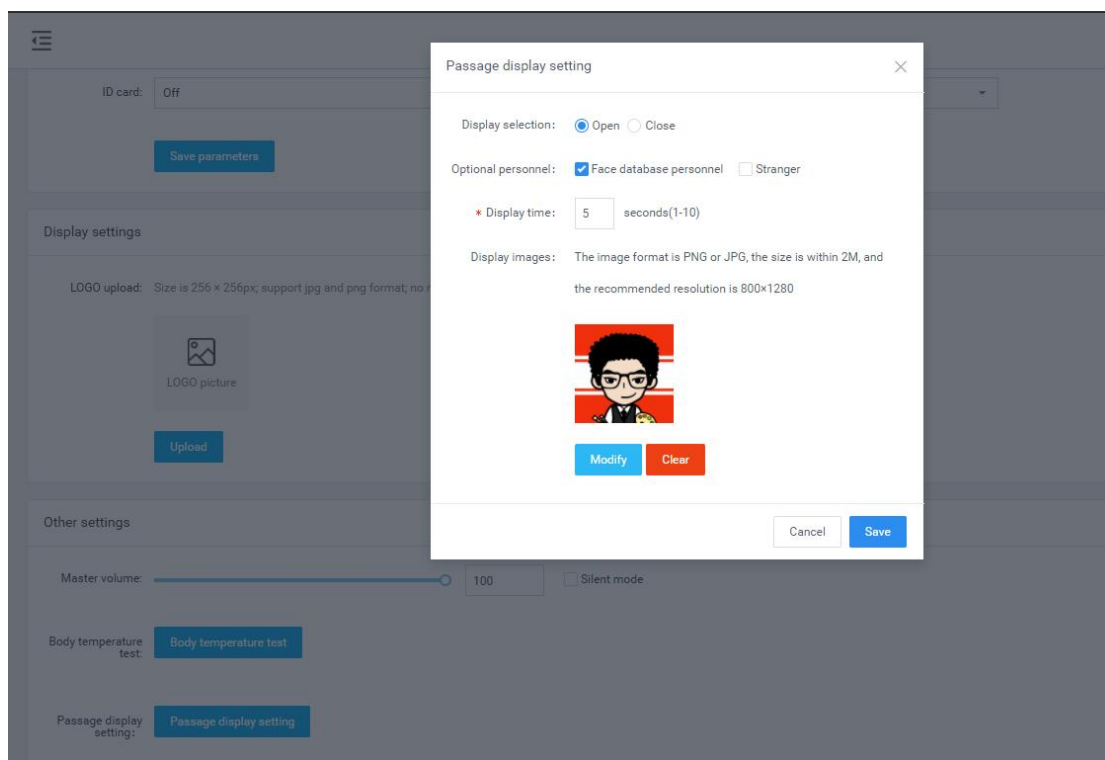 Passage display setting
ID card: Off
Display selection: Open Close
Save parameters
Optional personnel: Face database personnel Stranger
* Display time: 5 seconds(1-10)
Display settings
Display images: The image format is PNG or JPG, the size is within 2M, and
the recommended resolution is 800×1280
LOGO upload: Size is 256 × 256px; support jpg and png format; no
LOGO picture
Upload
Modify Clear
Other settings
Cancel Save
Master volume: 100 Silent mode
Body temperature
test:
Body temperature test
Passage display
setting:
Passage display setting